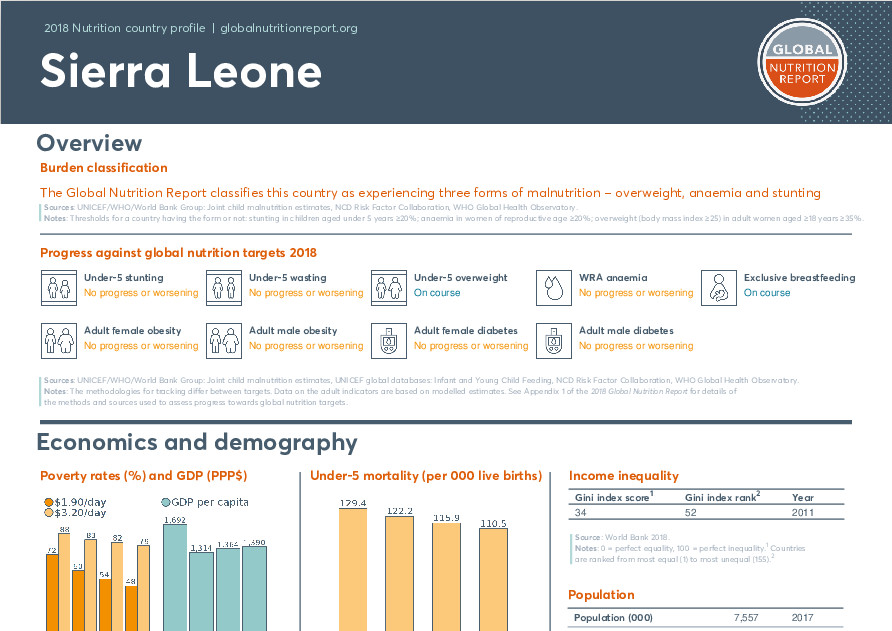 2018 Nutrition country profile | globalnutritionreport.org
Sierra Leone
GLOBAL
NUTRITION
REPORT
Overview
Burden classification
The Global Nutrition Report classifies this country as experiencing three forms of malnutrition – overweight, anaemia and stunting
Sources: UNICEF/WHO/World Bank Group: Joint child malnutrition estimates, NCD Risk Factor Collaboration, WHO Global Health Observatory.
Notes: Thresholds for a country having the form or not: stunting in children aged under 5 years ≥20%; anaemia in women of reproductive age ≥20%; overweight (body mass index ≥25) in adult women aged ≥18 years ≥35%.
Progress against global nutrition targets 2018
Under-5 stunting
No progress or worsening
Under-5 wasting
No progress or worsening
Under-5 overweight
On course
WRA anaemia
No progress or worsening
Exclusive breastfeeding
On course
Adult female obesity
No progress or worsening
Adult male obesity
No progress or worsening
Adult female diabetes
No progress or worsening
Adult male diabetes
No progress or worsening
Sources: UNICEF/WHO/World Bank Group: Joint child malnutrition estimates, UNICEF global databases: Infant and Young Child Feeding, NCD Risk Factor Collaboration, WHO Global Health Observatory.
Notes: The methodologies for tracking differ between targets. Data on the adult indicators are based on modelled estimates. See Appendix 1 of the 2018 Global Nutrition Report for details of
the methods and sources used to assess progress towards global nutrition targets.
Economics and demography
Poverty rates (%) and GDP (PPP$)
$1.90/day
$3.20/day
GDP per capita
72 88 83 54 82 48 79
1,692 1,314 1,364 1,390
Under-5 mortality (per 000 live births)
129.4 122.2 115.9 110.5
Income inequality
Gini index score1 Gini index rank2 Year
34 52 2011
Source: World Bank 2018.
Notes: 0 = perfect equality, 100 = perfect inequality.1 Countries
are ranked from most equal (1) to most unequal (155).2
Population
Population (000) 7,557 2017